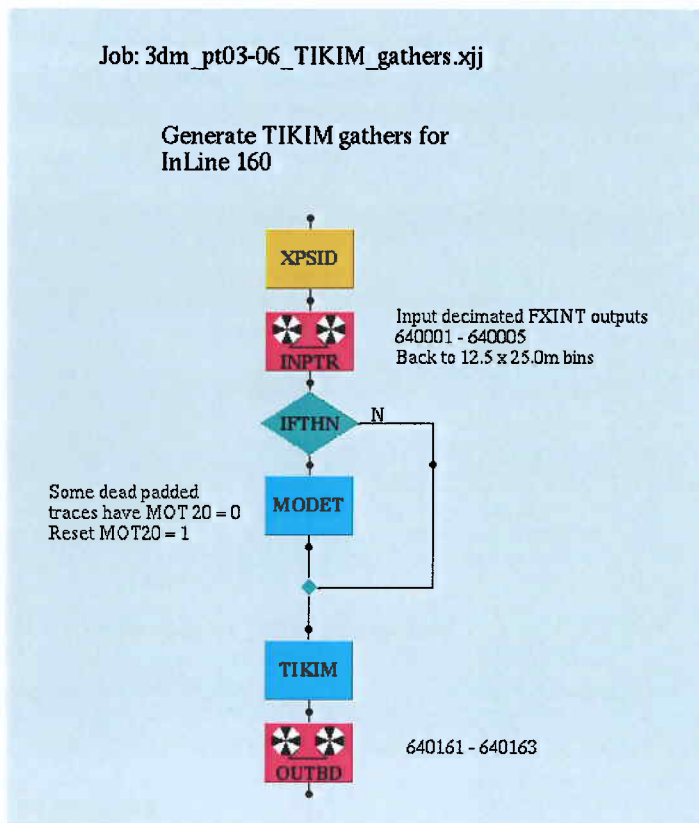 Job: 3dm_pt03-06_TIKIM_gathers.xjj
Generate TIKIM gathers for
InLine 160
XPSID
INPTR
Input decimated FXINT outputs
640001 - 640005
Back to 12.5 x 25.0m bins
IFTHN
N
Some dead padded
traces have MOT 20 = 0
Reset MOT20 = 1
MODET
TIKIM
OUTBD
640161 - 640163